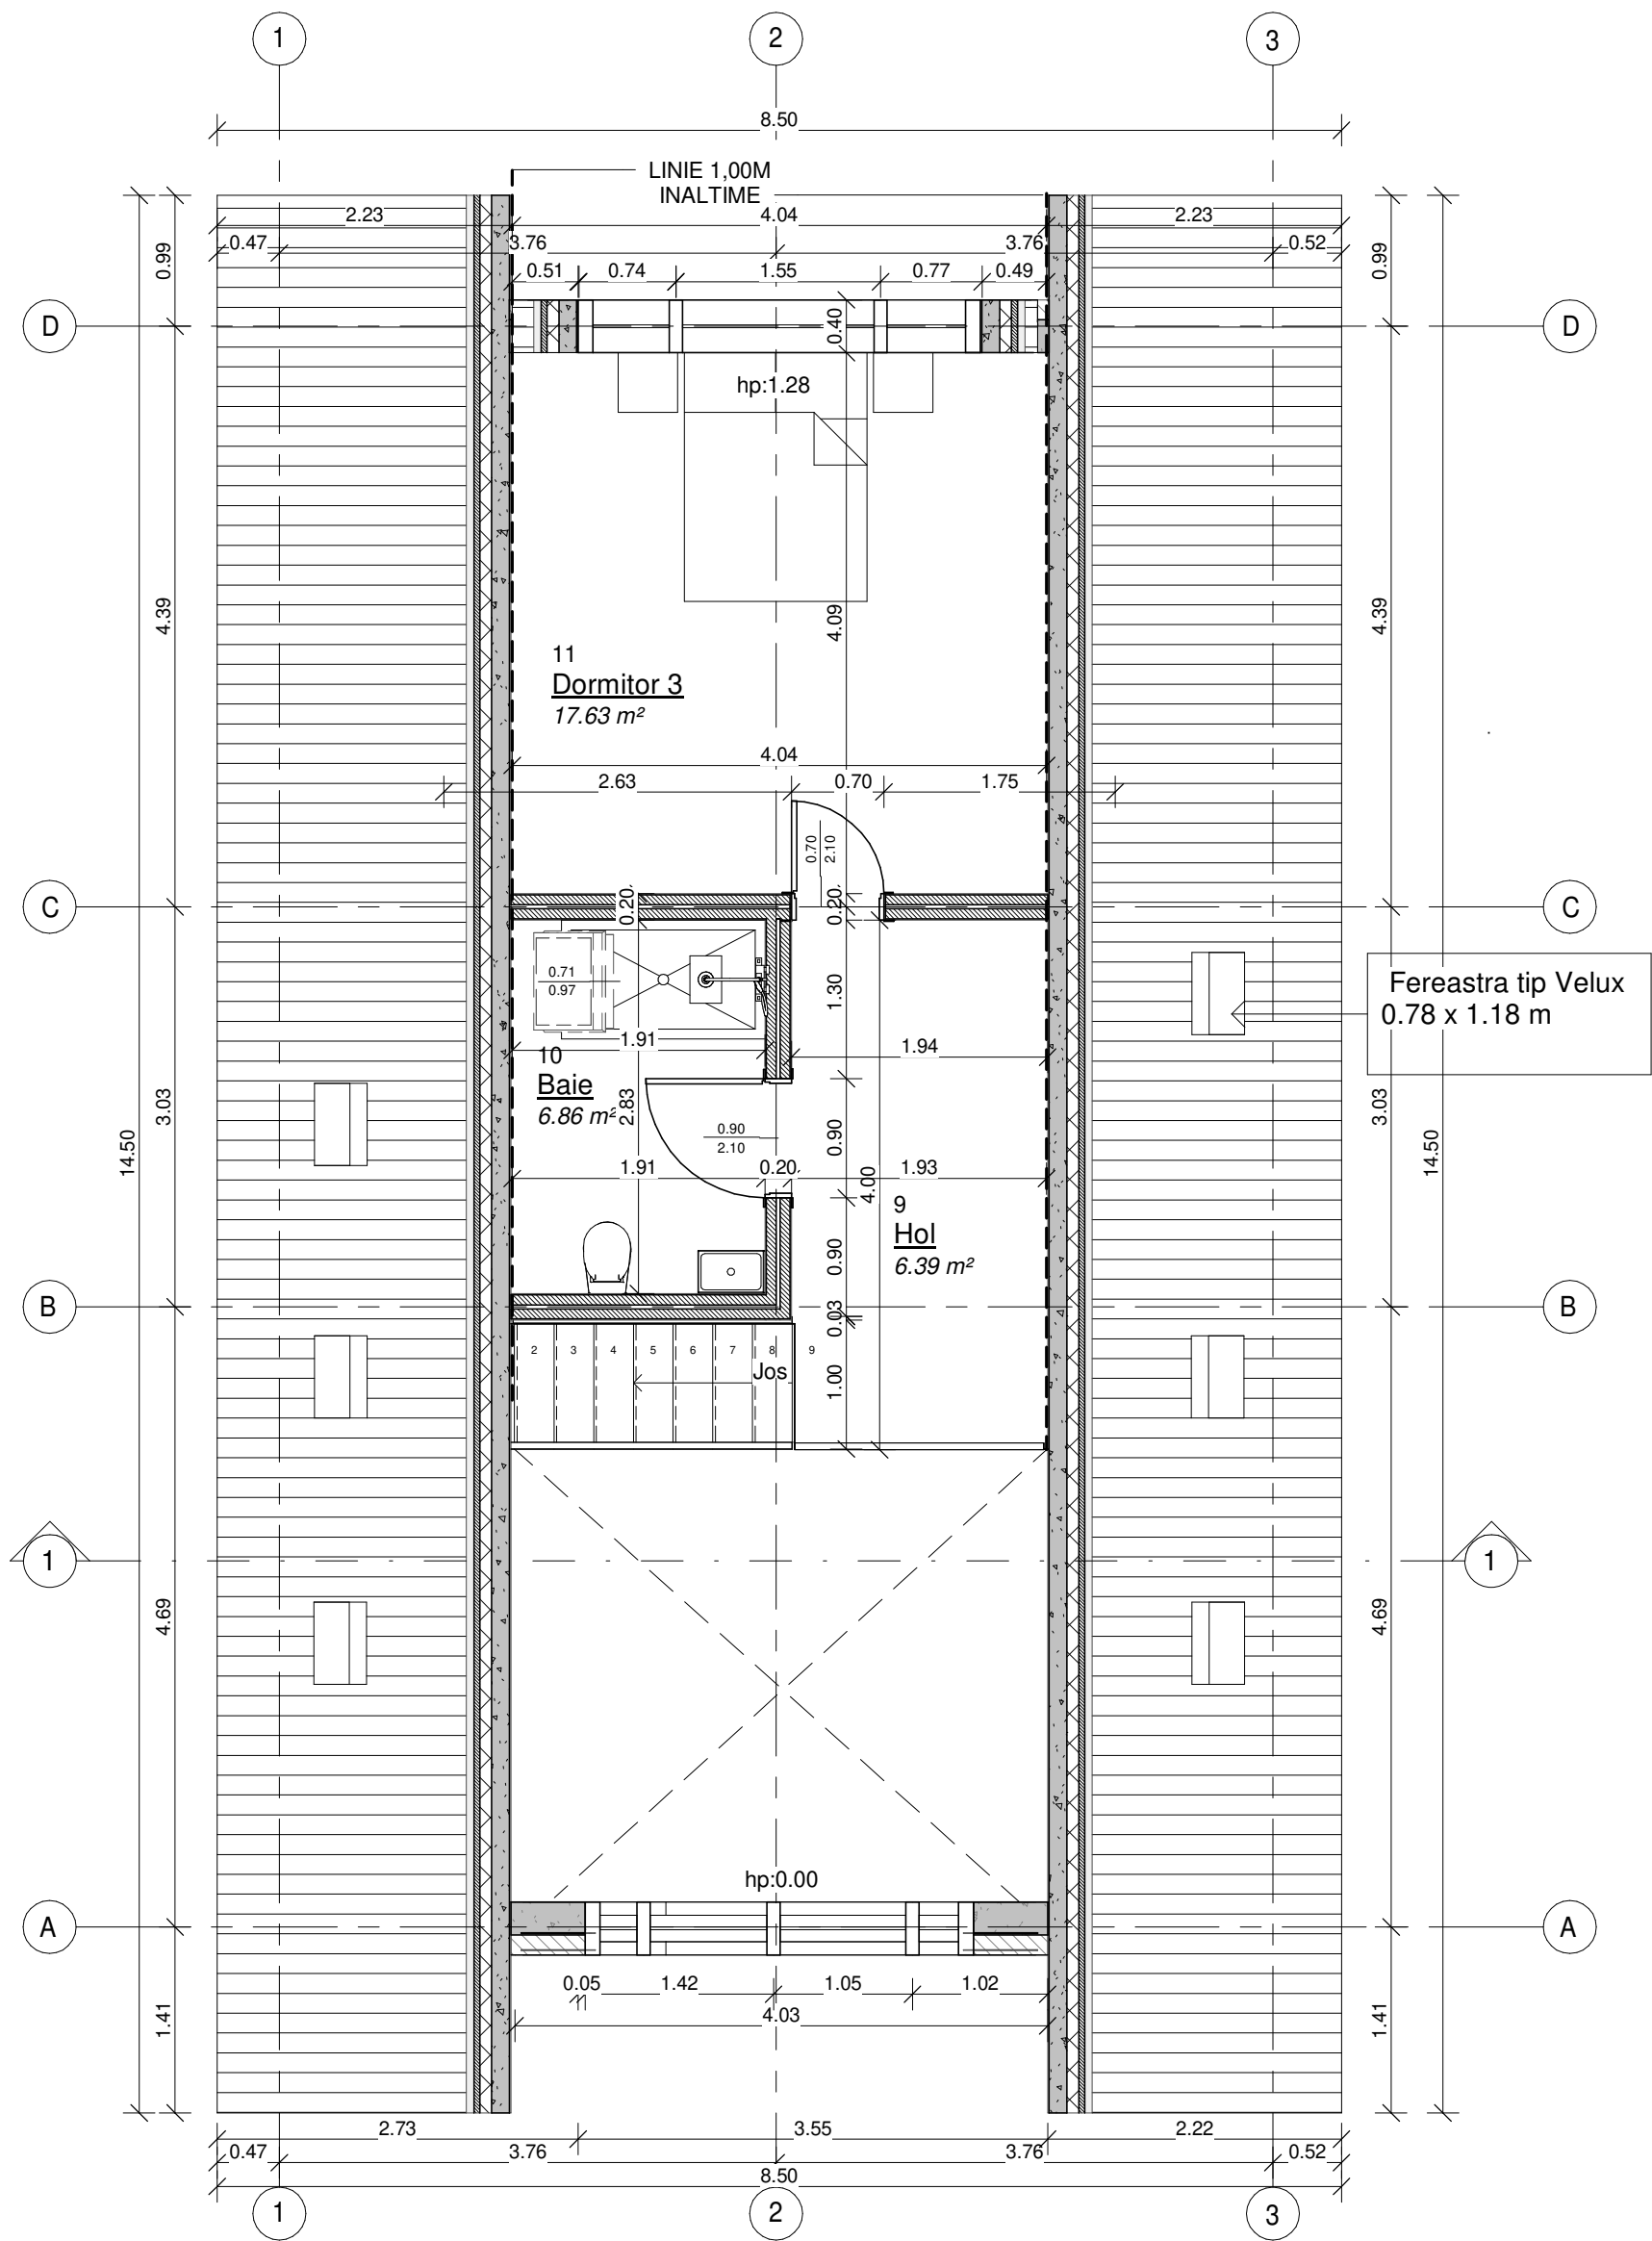 1 2 3
8.50
LINIE 1,00M
INALTIME
2.23 4.04 2.23
0.47 3.76 3.76 0.52
0.51 0.74 1.55 0.77 0.49
0.99 0.99
D D
0.40
hp:1.28
4.39 4.09 4.39
11
Dormitor 3
17.63 m²
4.04
2.63 0.70 1.75
0.70
2.10
0.20 0.20
C C
0.71
0.97
1.30
Fereastra tip Velux
0.78 x 1.18 m
1.91 1.94
10
Baie
6.86 m²
2.83
3.03 3.03
14.50 14.50
0.90
2.10
0.90
1.91 0.20 1.93
4.00
9
Hol
6.39 m²
0.90
B B
0.03
2 3 4 5 6 7 8 9
Jos
1.00
1 1
4.69 4.69
hp:0.00
A A
0.05 1.42 1.05 1.02
4.03
1.41 1.41
2.73 3.55 2.22
0.47 3.76 3.76 0.52
8.50
1 2 3